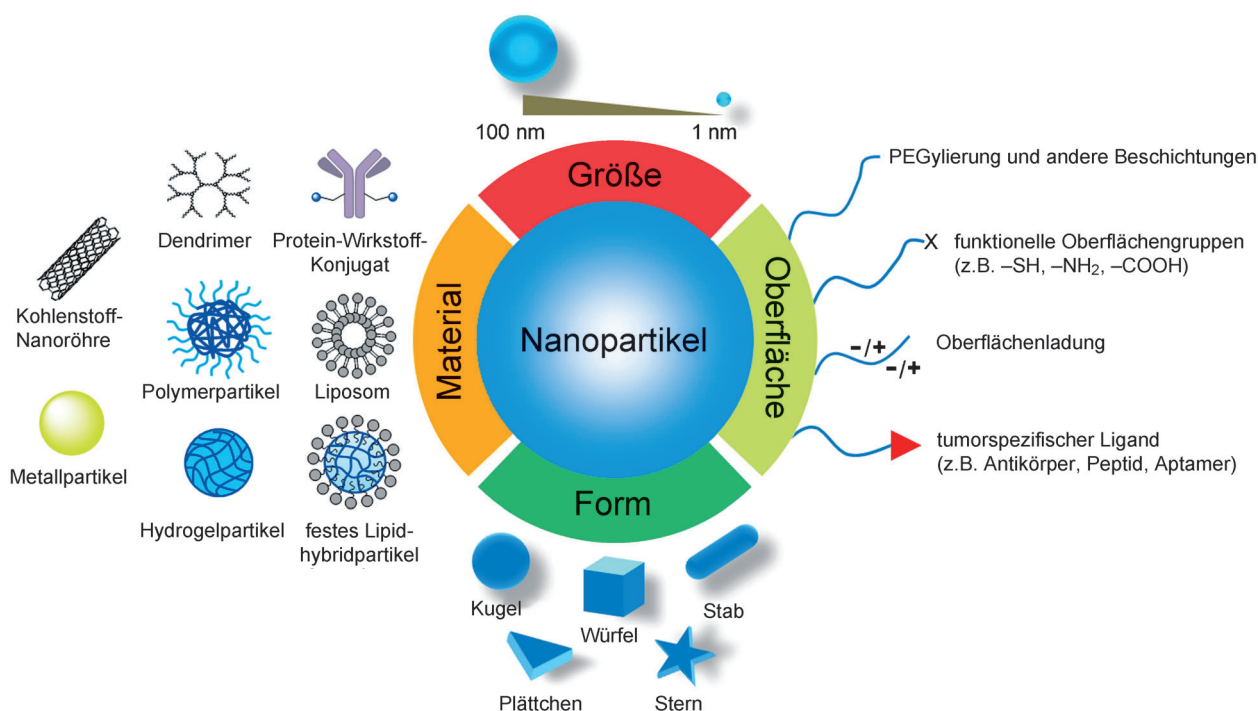 100 nm
1 nm
Größe
Material
Nanopartikel
Oberfläche
Form
Dendrimer
Protein-Wirkstoff-
Konjugat
Kohlenstoff-
Nanoröhre
Polymerpartikel
Liposom
Metallpartikel
Hydrogelpartikel
festes Lipid-
hybridpartikel
PEGylierung und andere Beschichtungen
X
funktionelle Oberflächengruppen
(z.B. –SH, –NH₂, –COOH)
-/+
-/+
Oberflächenladung
tumorspezifischer Ligand
(z.B. Antikörper, Peptid, Aptamer)
Kugel
Würfel
Stab
Plättchen
Stern